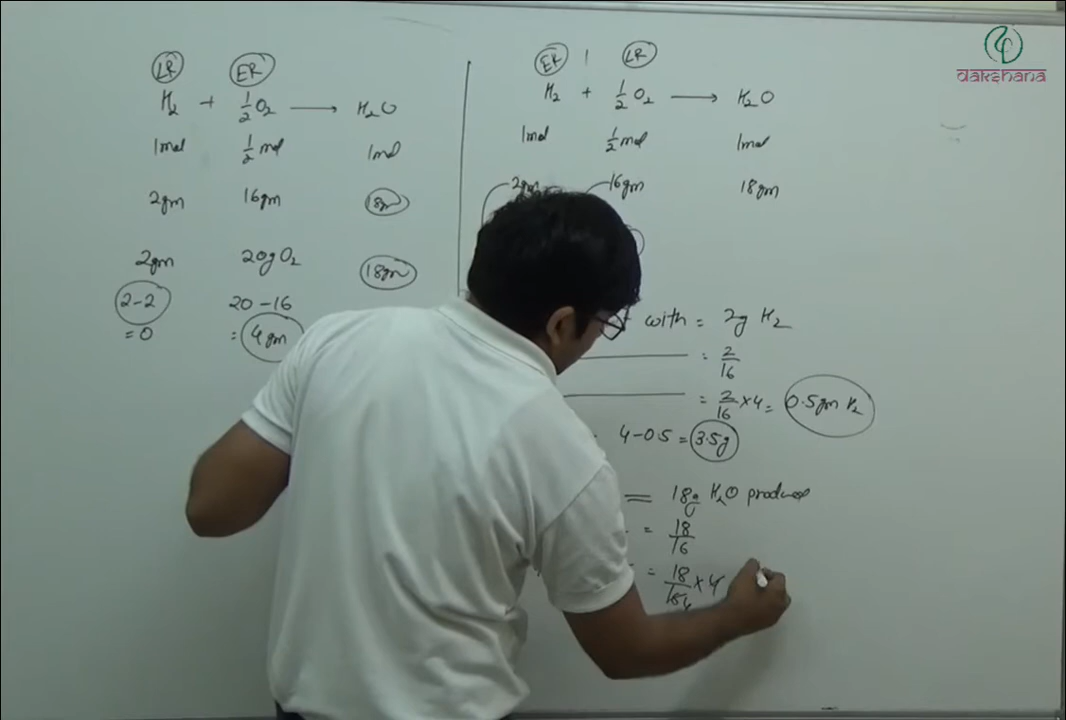 LR ER
H2 + 1/2 O2 → H2O
1mol 1/2 mol 1mol
2gm 16gm 18gm
2gm 20g O2 18gm
2-2 20-16
= 0 = 4gm
ER LR
H2 + 1/2 O2 → H2O
1mol 1/2 mol 1mol
2gm 16gm 18gm
with = 2g H2
= 2/16
= 2/16 × 4 = 0.5gm H2
4-0.5 = 3.5g
= 18g H2O produced
= 18/16
= 18/16 4 × 4
dakshana